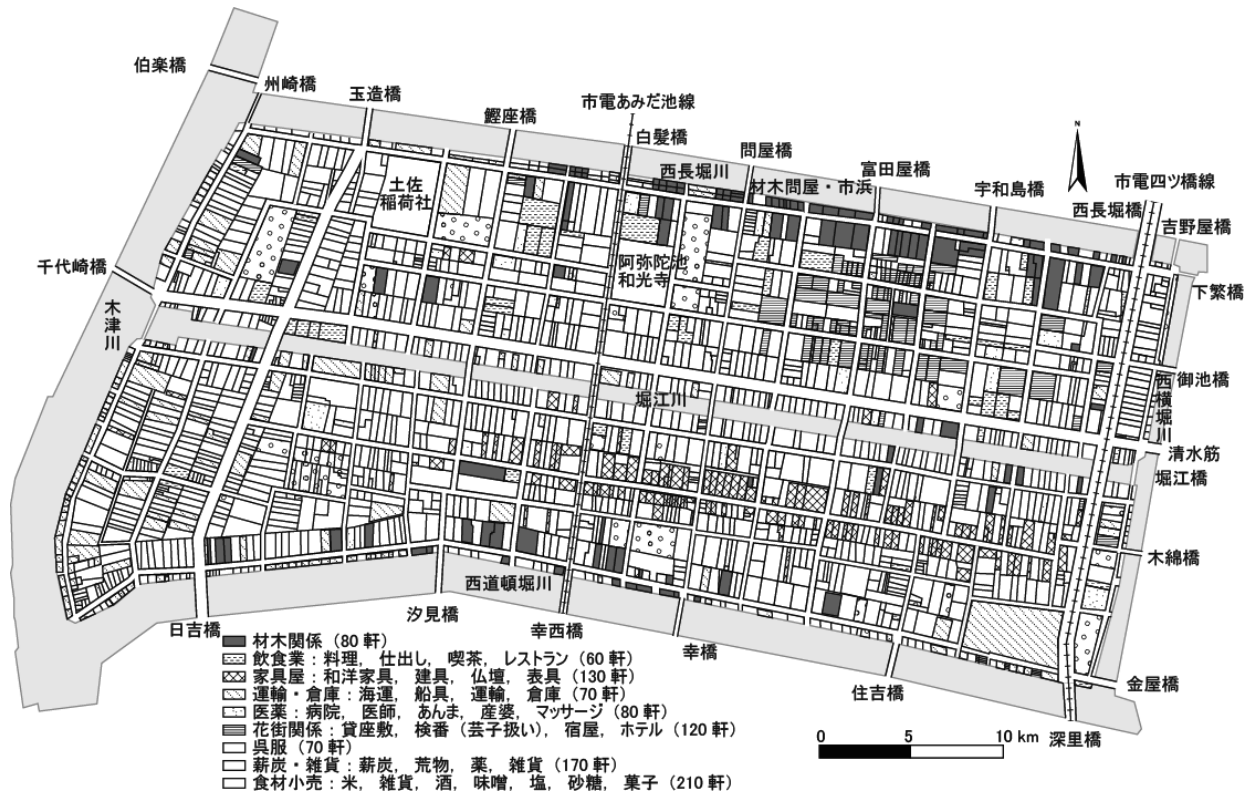 伯楽橋
州崎橋
玉造橋
鰹座橋
市電あみだ池線
白髪橋
問屋橋
富田屋橋
宇和島橋
N
市電四ツ橋線
西長堀橋
吉野屋橋
下繁橋
西長堀川
材木問屋・市浜
土佐
稲荷社
阿弥陀池
和光寺
千代崎橋
木津川
堀江川
御池橋
西横堀川
清水筋
堀江橋
木綿橋
西道頓堀川
日吉橋
汐見橋
幸西橋
幸橋
住吉橋
金屋橋
深里橋
材木関係 (80 軒)
飲食業:料理, 仕出し, 喫茶, レストラン (60 軒)
家具屋:和洋家具, 建具, 仏壇, 表具 (130 軒)
運輸・倉庫:海運, 船具, 運輸, 倉庫 (70 軒)
医薬:病院, 医師, あんま, 産婆, マッサージ (80 軒)
花街関係:貸座敷, 検番 (芸子扱い), 宿屋, ホテル (120 軒)
呉服 (70 軒)
薪炭・雑貨:薪炭, 荒物, 薬, 雑貨 (170 軒)
食材小売:米, 雑貨, 酒, 味噌, 塩, 砂糖, 菓子 (210 軒)
0 5 10 km